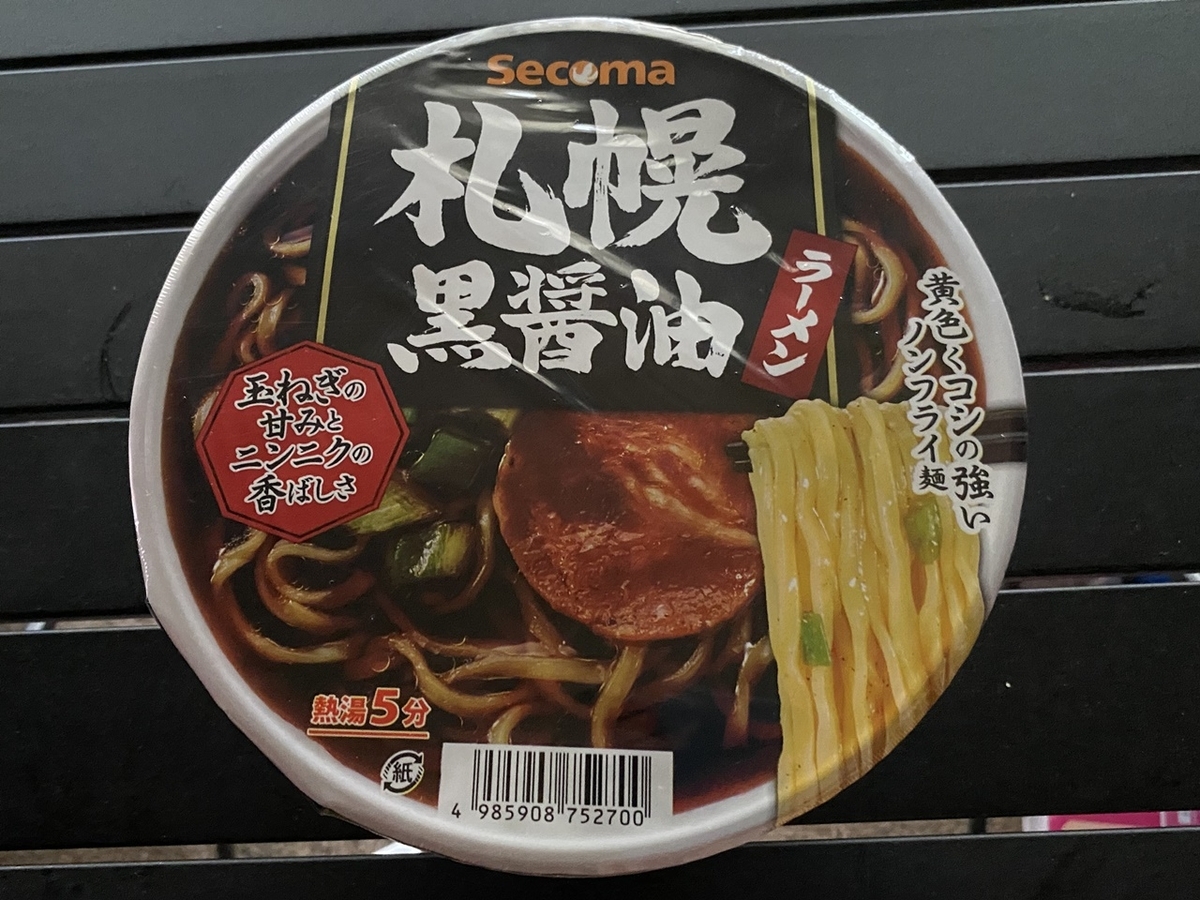 Secoma
札幌
黒醤油
ラーメン
黄色くコシの強い
ノンフライ麺
玉ねぎの
甘みと
ニンニクの
香ばしさ
熱湯5分
紙
4 985908 752700